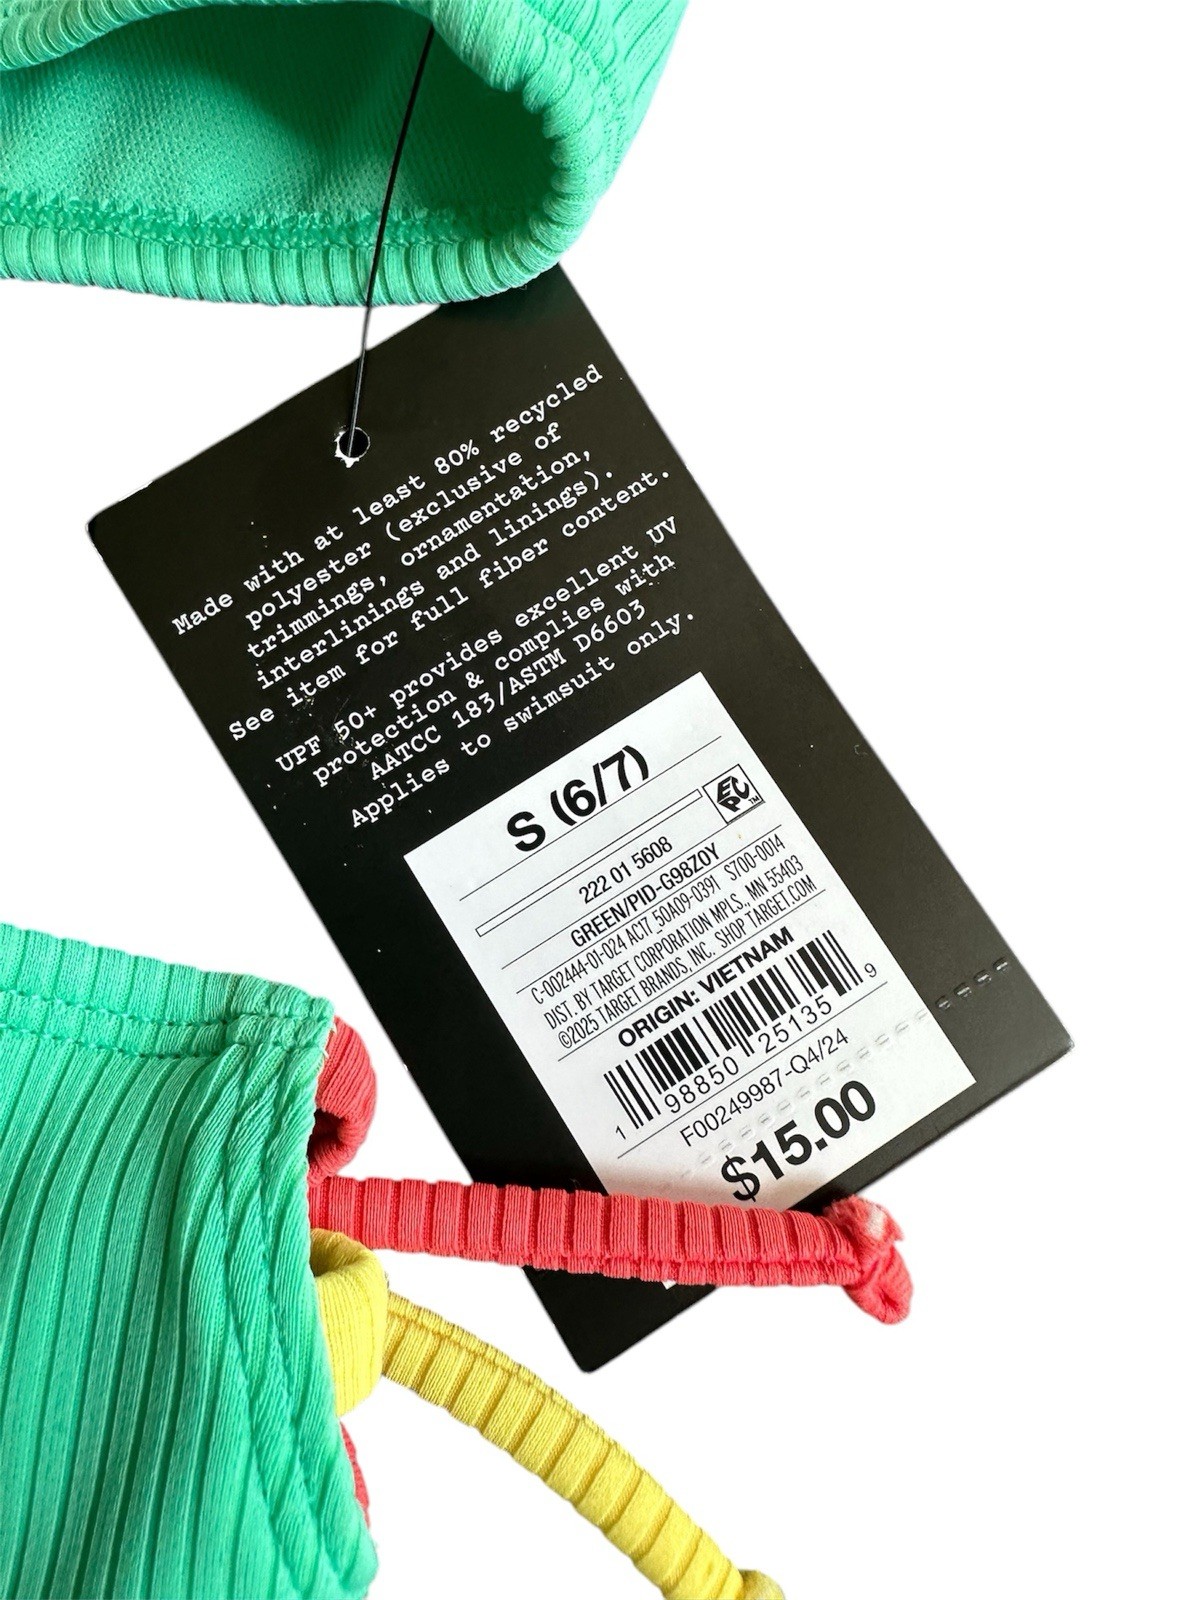 Made with at least 80% recycled
polyester (exclusive of
trimmings, ornamentation,
interlinings and linings).
See item for full fiber content.
UPF 50+ provides excellent UV
protection & complies with
AATCC 183/ASTM D6603
Applies to swimsuit only.
S (6/7)
EPC™
222 01 5608
GREEN/PID-G98Z0Y
C-002444-01-024 AC17_50A09-0391 S700-0014
DIST. BY TARGET CORPORATION MPLS., MN 55403
©2025 TARGET BRANDS, INC. SHOP TARGET.COM
ORIGIN: VIETNAM
1 98850 25135 9
F00249987-Q4/24
$15.00